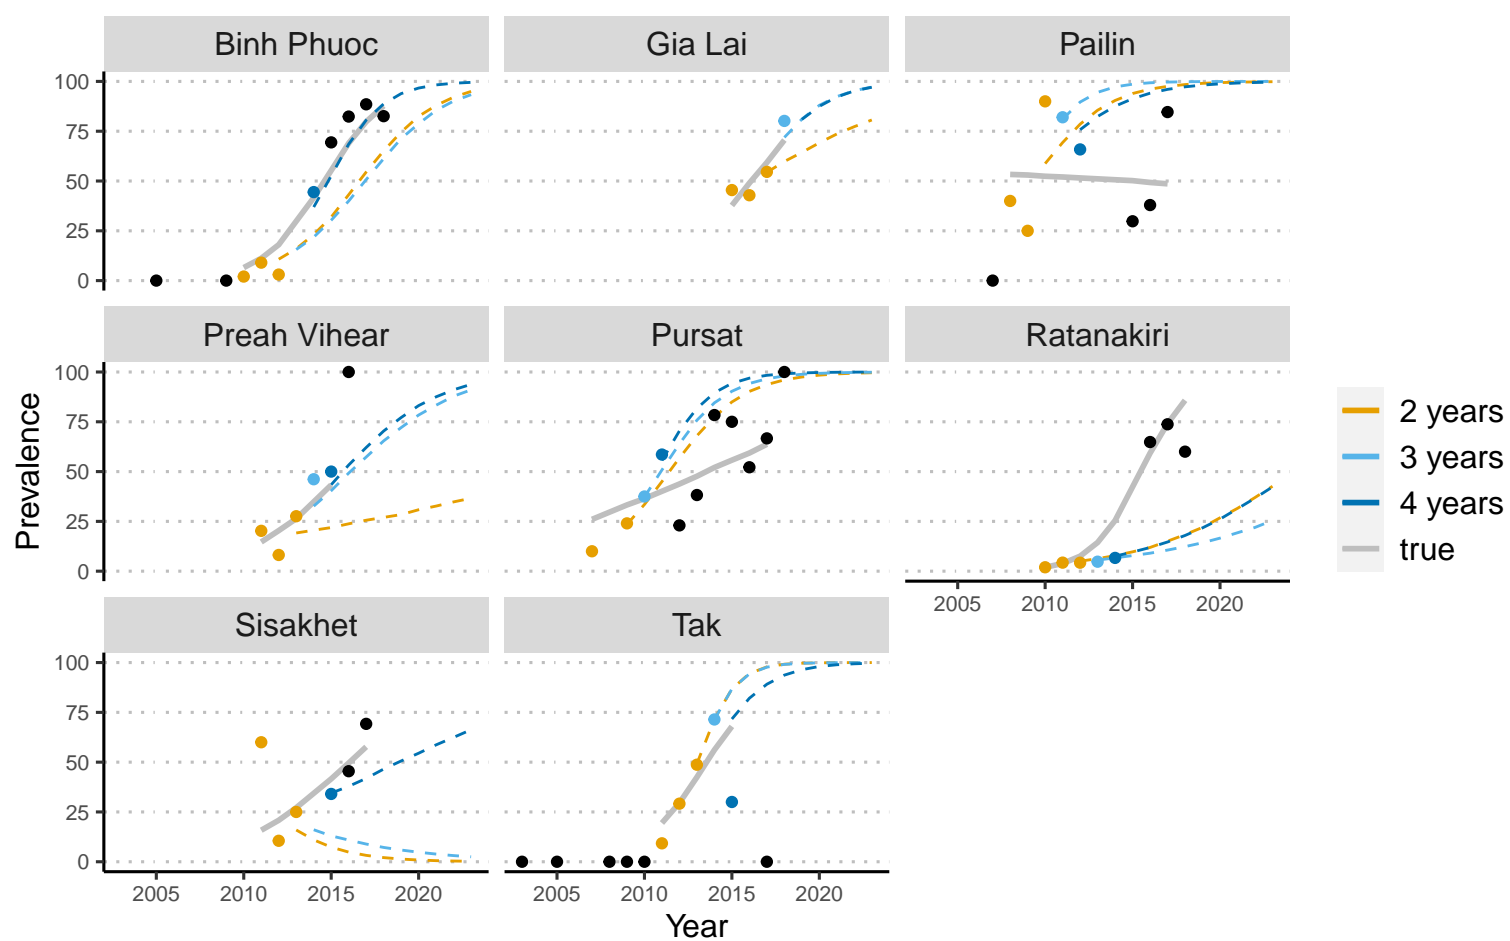 Binh Phuoc
Gia Lai
Pailin
100
75
50
25
0
Preah Vihear
Pursat
Ratanakiri
100
75
50
25
0
2005 2010 2015 2020
Sisakhet
Tak
100
75
50
25
0
2005 2010 2015 2020
2005 2010 2015 2020
Year
Prevalence
2 years
3 years
4 years
true